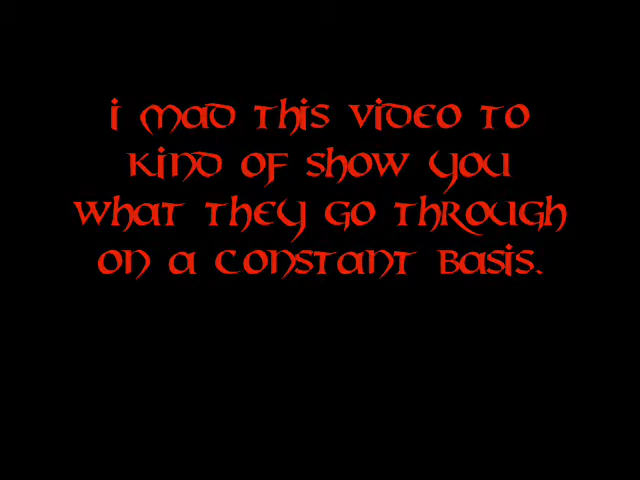 i mad this video to
kind of show you
what they go through
on a constant basis.